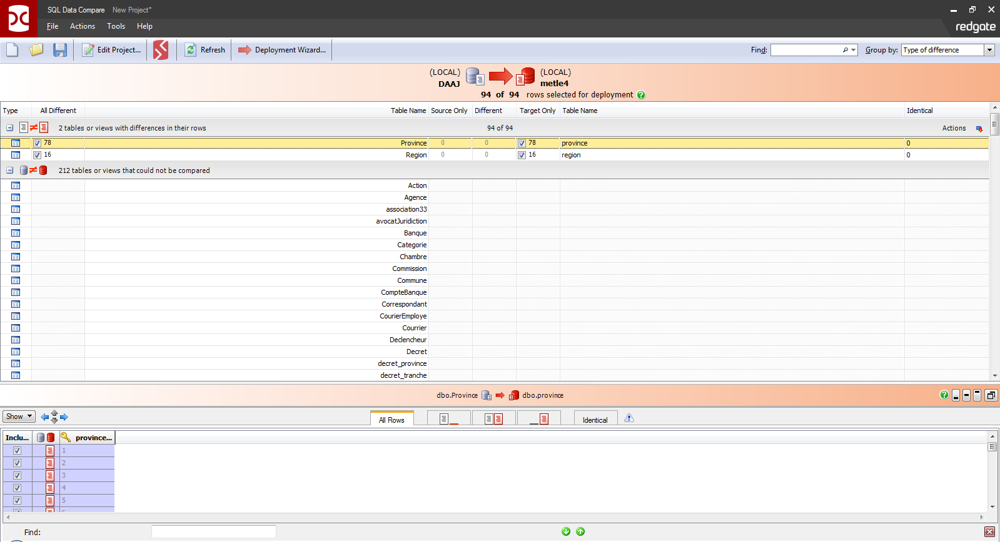 SQL Data Compare New Project*
File Actions Tools Help
redgate
Edit Project... Refresh Deployment Wizard... Find: Group by: Type of difference
(LOCAL) (LOCAL)
DAAJ metle4
94 of 94 rows selected for deployment
Type All Different Table Name Source Only Different Target Only Table Name Identical
2 tables or views with differences in their rows 94 of 94 Actions
78 Province 0 0 78 province 0
16 Region 0 0 16 region 0
212 tables or views that could not be compared
Action
Agence
association33
avocatJuridiction
Banque
Categorie
Chambre
Commission
Commune
CompteBanque
Correspondant
CourierEmploye
Courrier
Declencheur
Decret
decret_province
decret_tranche
dbo.Province dbo.province
Show All Rows Identical
Inclu... province...
1
2
3
4
5
Find: